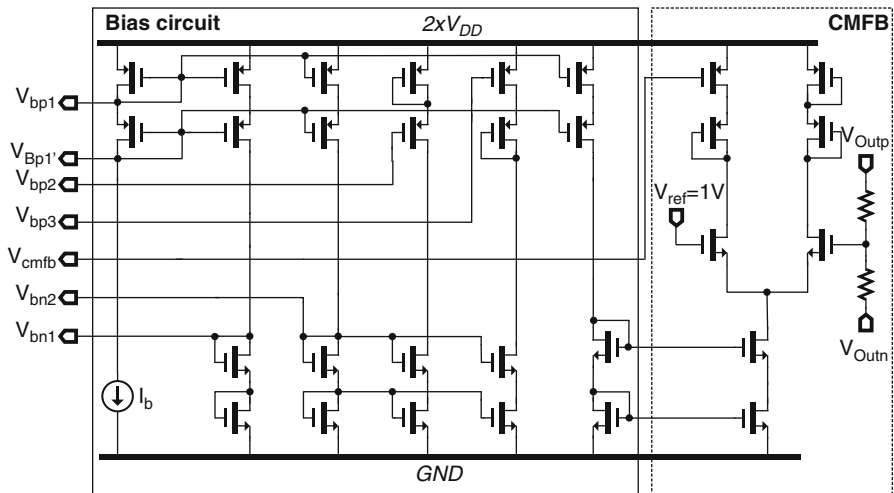 Bias circuit
2xV_DD
CMFB
V_bp1
V_Bp1'
V_bp2
V_bp3
V_cmfb
V_bn2
V_bn1
I_b
V_ref=1V
V_Outp
V_Outn
GND